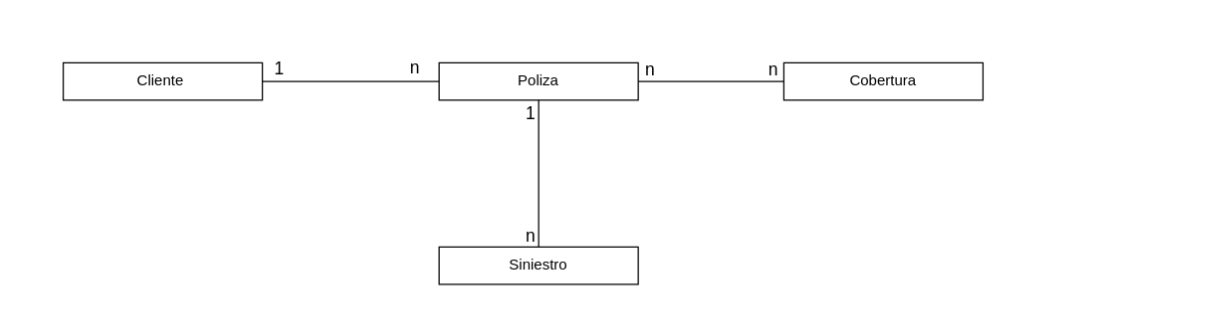 Cliente 1 n Poliza n n Cobertura
1
n
Siniestro